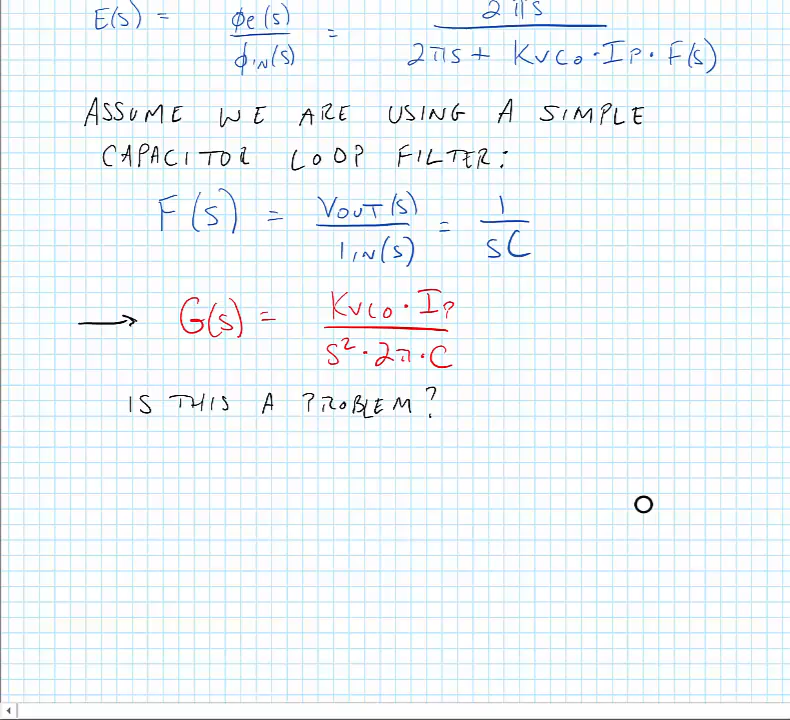 E(s) = φe(s) / φIN(s) = 2πs / 2πs + Kvco · Ip · F(s)
ASSUME WE ARE USING A SIMPLE
CAPACITOR LOOP FILTER:
F(s) = VOUT(s) / IIN(s) = 1 / sC
→ G(s) = Kvco · Ip / s² · 2π · C
IS THIS A PROBLEM?